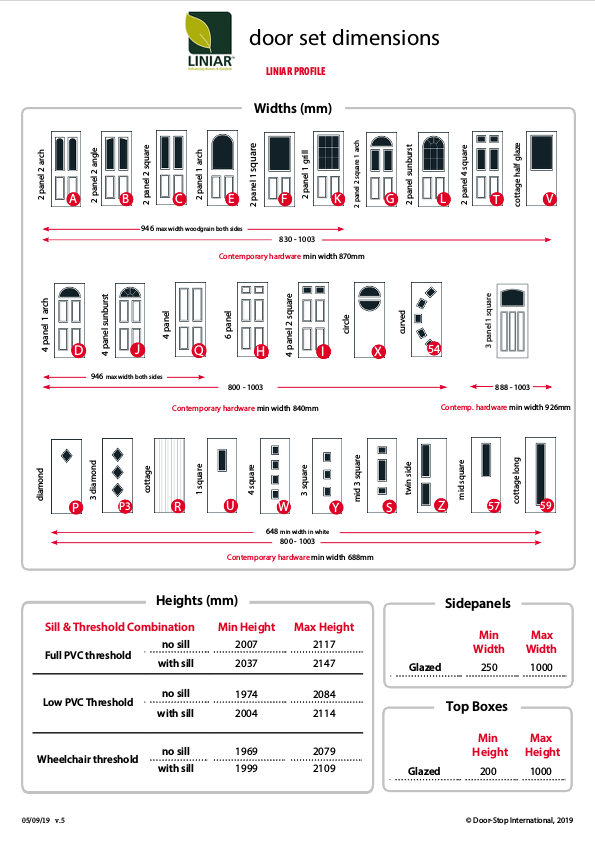 LINIAR
door set dimensions
LINIAR PROFILE
Widths (mm)
2 panel 2 arch
A
2 panel 2 angle
B
2 panel 2 square
C
2 panel 1 arch
E
2 panel 1 square
F
2 panel 1 grill
K
2 panel 2 square 1 arch
G
2 panel sunburst
L
2 panel 4 square
T
cottage half glaze
V
946 max width woodgrain both sides
830 - 1003
Contemporary hardware min width 870mm
4 panel 1 arch
D
4 panel sunburst
J
4 panel
Q
6 panel
H
4 panel 2 square
I
circle
X
curved
54
3 panel 1 square
946 max width both sides
800 - 1003
888 - 1003
Contemporary hardware min width 840mm
Contemp. hardware min width 926mm
diamond
P
3 diamond
P3
cottage
R
1 square
U
4 square
W
3 square
Y
mid 3 square
S
twin side
Z
mid square
57
cottage long
59
648 min width in white
800 - 1003
Contemporary hardware min width 688mm
Heights (mm)
Sill & Threshold Combination Min Height Max Height
Full PVC threshold
no sill 2007 2117
with sill 2037 2147
Low PVC Threshold
no sill 1974 2084
with sill 2004 2114
Wheelchair threshold
no sill 1969 2079
with sill 1999 2109
Sidepanels
Min Width
Max Width
Glazed 250 1000
Top Boxes
Min Height
Max Height
Glazed 200 1000
05/09/19 v.5
© Door-Stop International, 2019